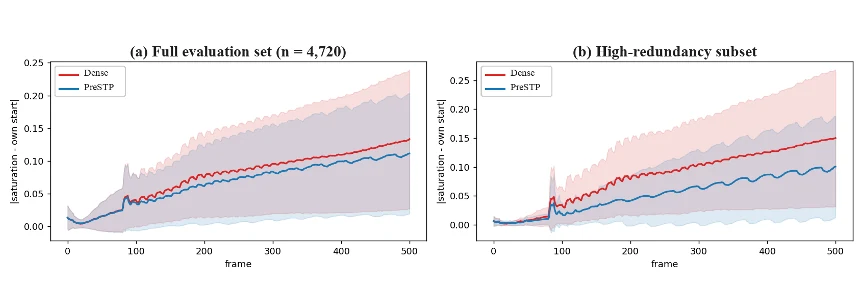 (a) Full evaluation set (n = 4,720)
Dense
PreSTP
|saturation - own start|
0.25
0.20
0.15
0.10
0.05
0.00
0
100
200
300
400
500
frame
(b) High-redundancy subset
Dense
PreSTP
|saturation - own start|
0.25
0.20
0.15
0.10
0.05
0.00
0
100
200
300
400
500
frame